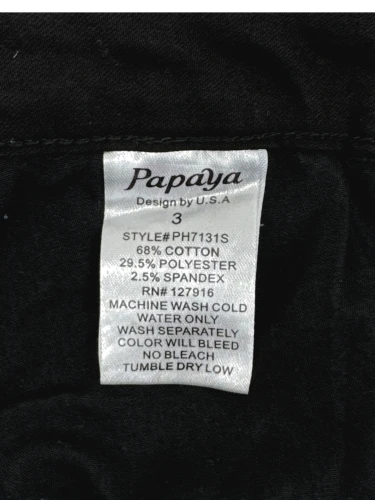 Papaya
Design by U.S.A
3
STYLE# PH7131S
68% COTTON
29.5% POLYESTER
2.5% SPANDEX
RN# 127916
MACHINE WASH COLD
WATER ONLY
WASH SEPARATELY
COLOR WILL BLEED
NO BLEACH
TUMBLE DRY LOW